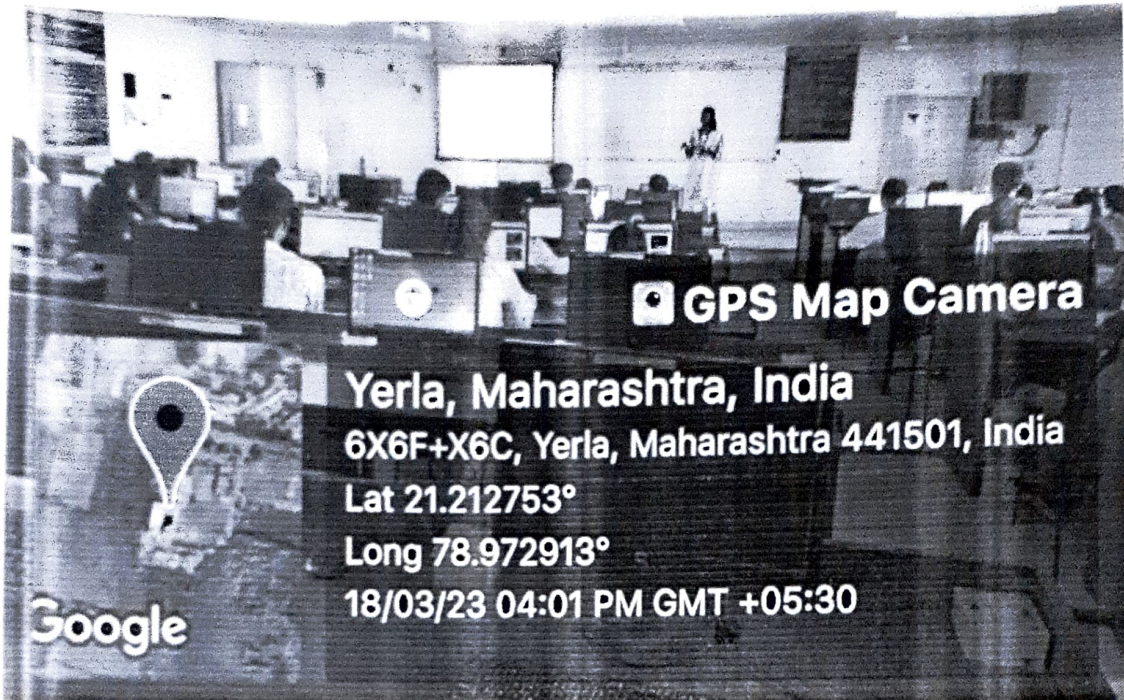 GPS Map Camera
Yerla, Maharashtra, India
6X6F+X6C, Yerla, Maharashtra 441501, India
Lat 21.212753°
Long 78.972913°
18/03/23 04:01 PM GMT +05:30
Google